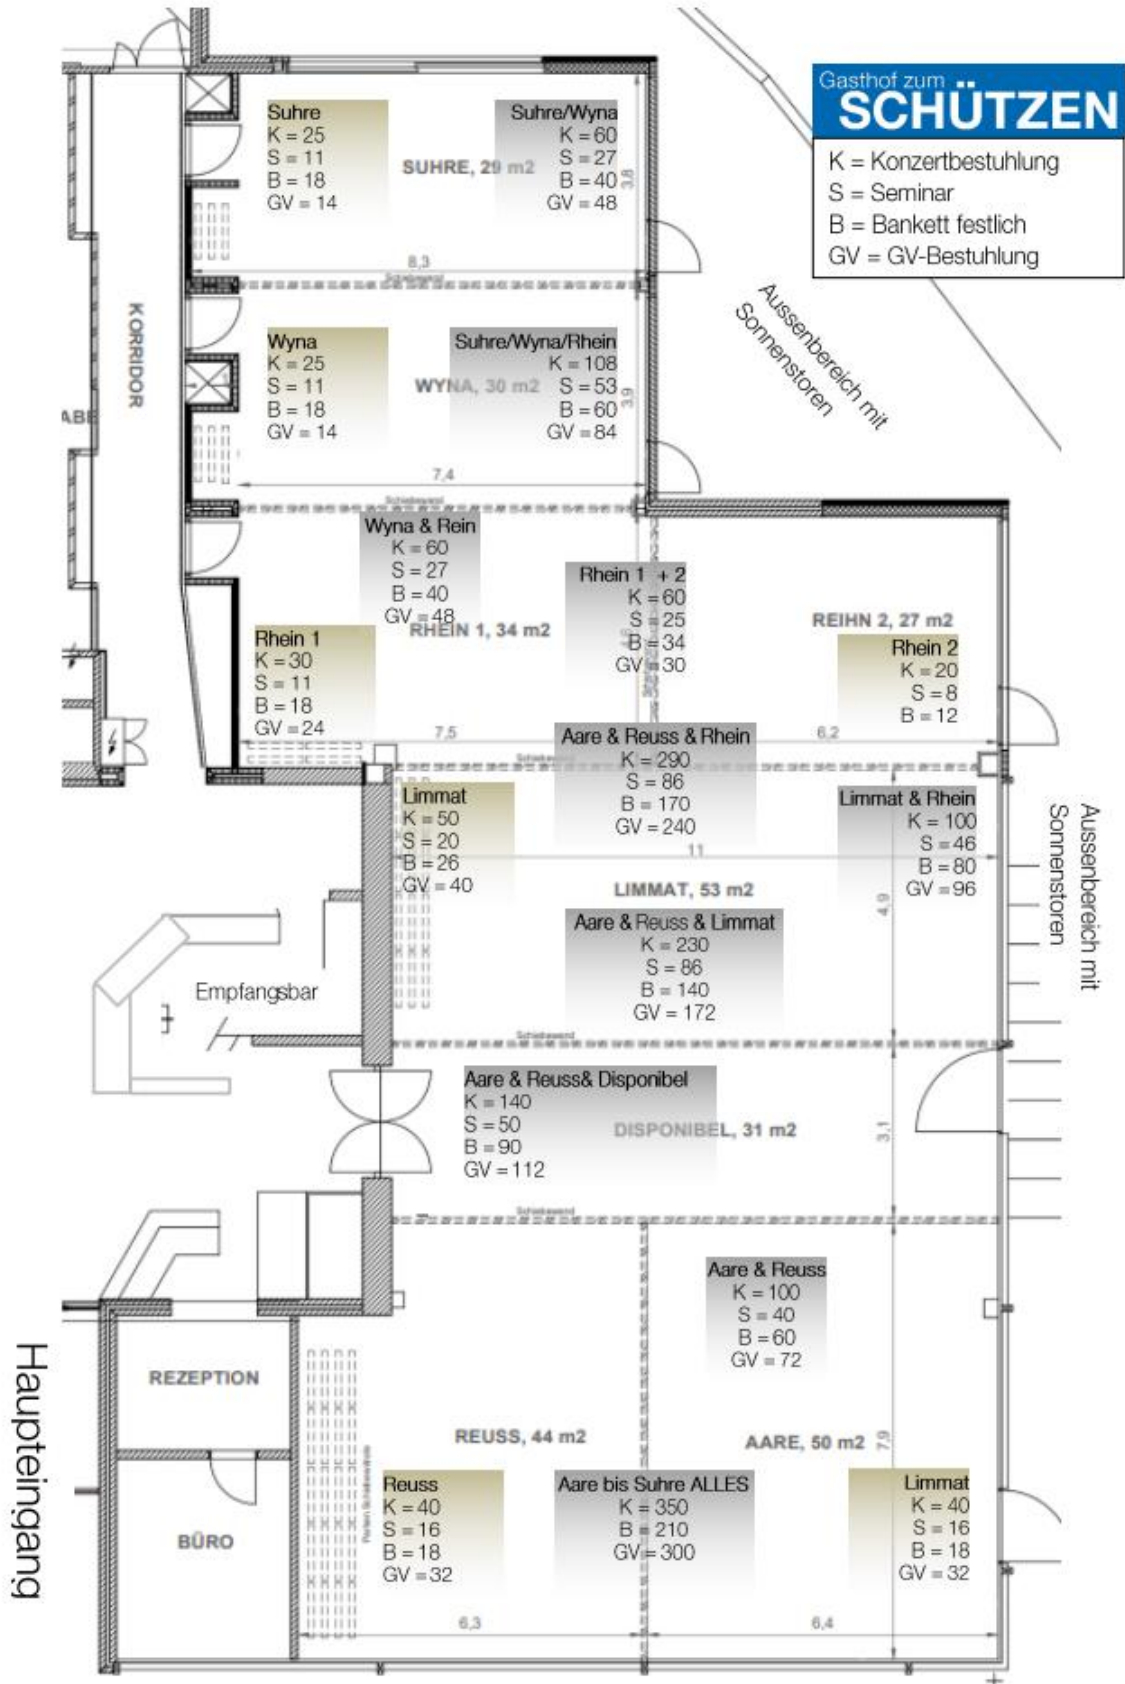 Gasthof zum
SCHÜTZEN
K = Konzertbestuhlung
S = Seminar
B = Bankett festlich
GV = GV-Bestuhlung
Suhre
K = 25
S = 11
B = 18
GV = 14
SUHRE, 29 m2
Suhre/Wyna
K = 60
S = 27
B = 40
GV = 48
3,8
8,3
Schiebewand
KORRIDOR
ABE
Wyna
K = 25
S = 11
B = 18
GV = 14
WYNA, 30 m2
Suhre/Wyna/Rhein
K = 108
S = 53
B = 60
GV = 84
3,9
7,4
Schiebewand
Aussenbereich mit
Sonnenstoren
Wyna & Rein
K = 60
S = 27
B = 40
GV = 48
RHEIN 1, 34 m2
Rhein 1
K = 30
S = 11
B = 18
GV = 24
Rhein 1 + 2
K = 60
S = 25
B = 34
GV = 30
REIHN 2, 27 m2
Rhein 2
K = 20
S = 8
B = 12
7,5
6,2
Aare & Reuss & Rhein
K = 290
S = 86
B = 170
GV = 240
Schiebewand
Limmat
K = 50
S = 20
B = 26
GV = 40
Limmat & Rhein
K = 100
S = 46
B = 80
GV = 96
11
LIMMAT, 53 m2
4,9
Aussenbereich mit
Sonnenstoren
Aare & Reuss & Limmat
K = 230
S = 86
B = 140
GV = 172
Empfangsbar
Schiebewand
Aare & Reuss& Disponibel
K = 140
S = 50
B = 90
GV = 112
DISPONIBEL, 31 m2
3,1
Schiebewand
Aare & Reuss
K = 100
S = 40
B = 60
GV = 72
Haupteingang
REZEPTION
BÜRO
REUSS, 44 m2
AARE, 50 m2
7,9
Reuss
K = 40
S = 16
B = 18
GV = 32
Aare bis Suhre ALLES
K = 350
B = 210
GV = 300
Limmat
K = 40
S = 16
B = 18
GV = 32
6,3
6,4